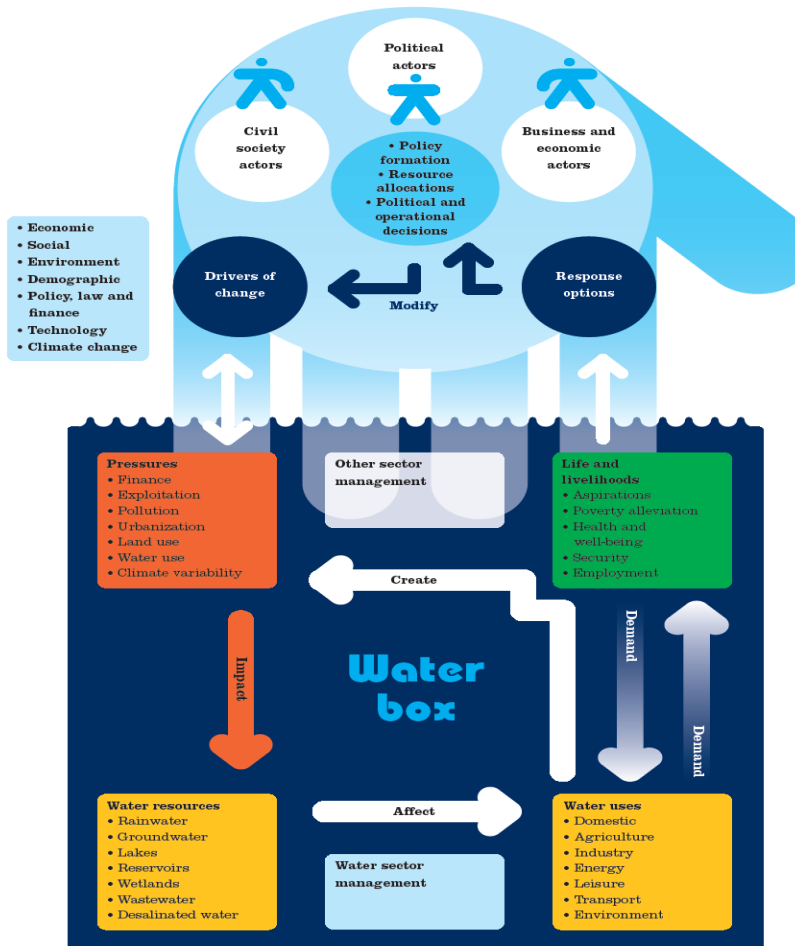 Political
actors
Civil
society
actors
• Policy
formation
• Resource
allocations
• Political and
operational
decisions
Business and
economic
actors
• Economic
• Social
• Environment
• Demographic
• Policy, law and
finance
• Technology
• Climate change
Drivers of
change
Modify
Response
options
Pressures
• Finance
• Exploitation
• Pollution
• Urbanization
• Land use
• Water use
• Climate variability
Other sector
management
Life and
livelihoods
• Aspirations
• Poverty alleviation
• Health and
well-being
• Security
• Employment
Create
Impact
Water
box
Demand
Demand
Water resources
• Rainwater
• Groundwater
• Lakes
• Reservoirs
• Wetlands
• Wastewater
• Desalinated water
Affect
Water sector
management
Water uses
• Domestic
• Agriculture
• Industry
• Energy
• Leisure
• Transport
• Environment